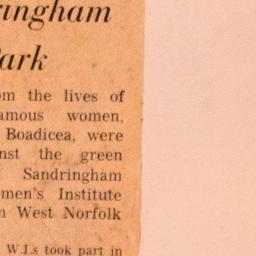 ringham
Park
om the lives of
amous women,
Boadicea, were
nst the green
Sandringham
men's Institute
n West Norfolk
W.I.s took part in